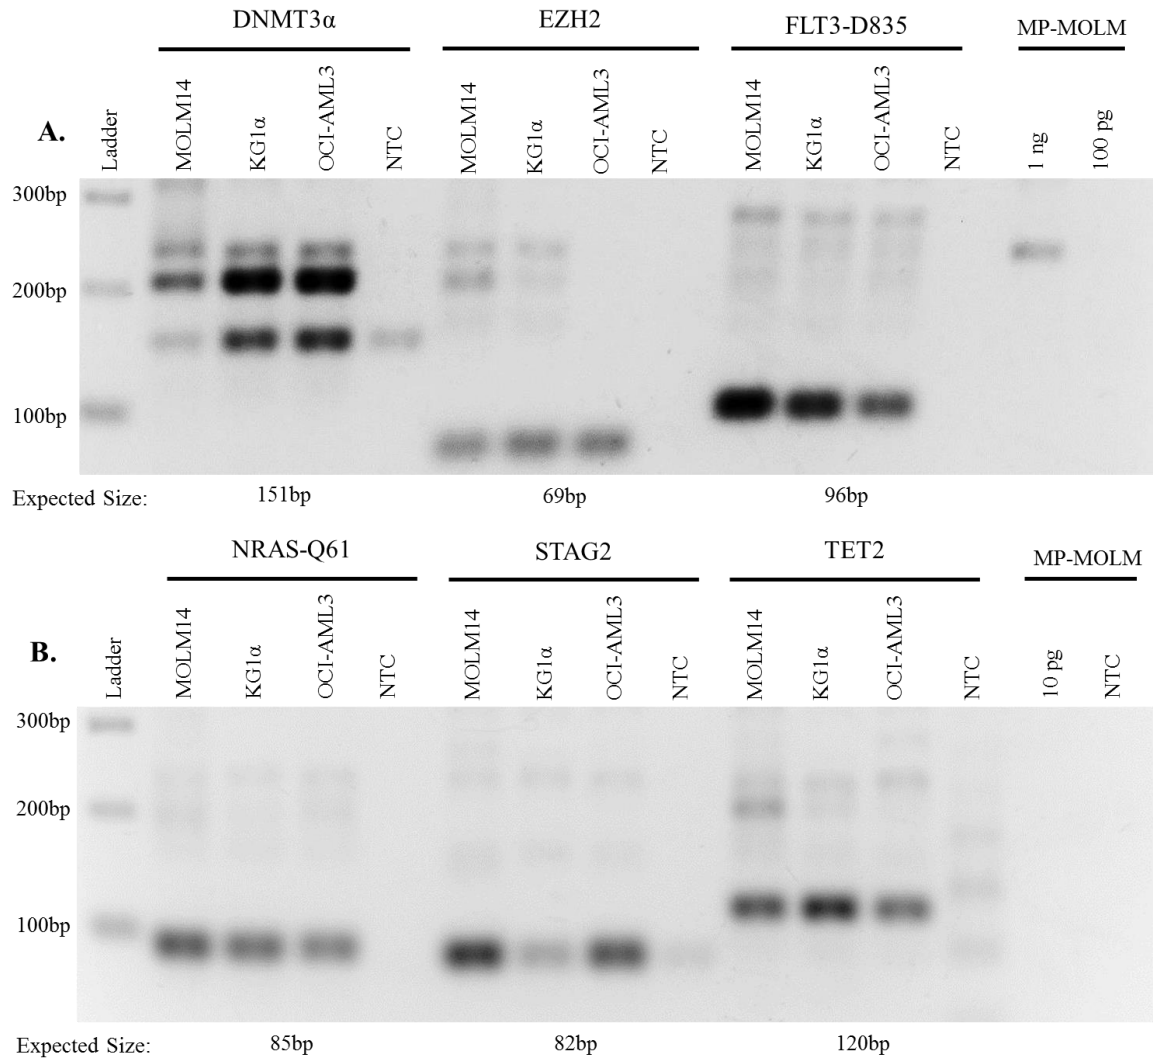 DNMT3α EZH2 FLT3-D835 MP-MOLM
A. Ladder MOLM14 KG1α OCI-AML3 NTC MOLM14 KG1α OCI-AML3 NTC MOLM14 KG1α OCI-AML3 NTC 1 ng 100 pg
300bp
200bp
100bp
Expected Size: 151bp 69bp 96bp
NRAS-Q61 STAG2 TET2 MP-MOLM
B. Ladder MOLM14 KG1α OCI-AML3 NTC MOLM14 KG1α OCI-AML3 NTC MOLM14 KG1α OCI-AML3 NTC 10 pg NTC
300bp
200bp
100bp
Expected Size: 85bp 82bp 120bp